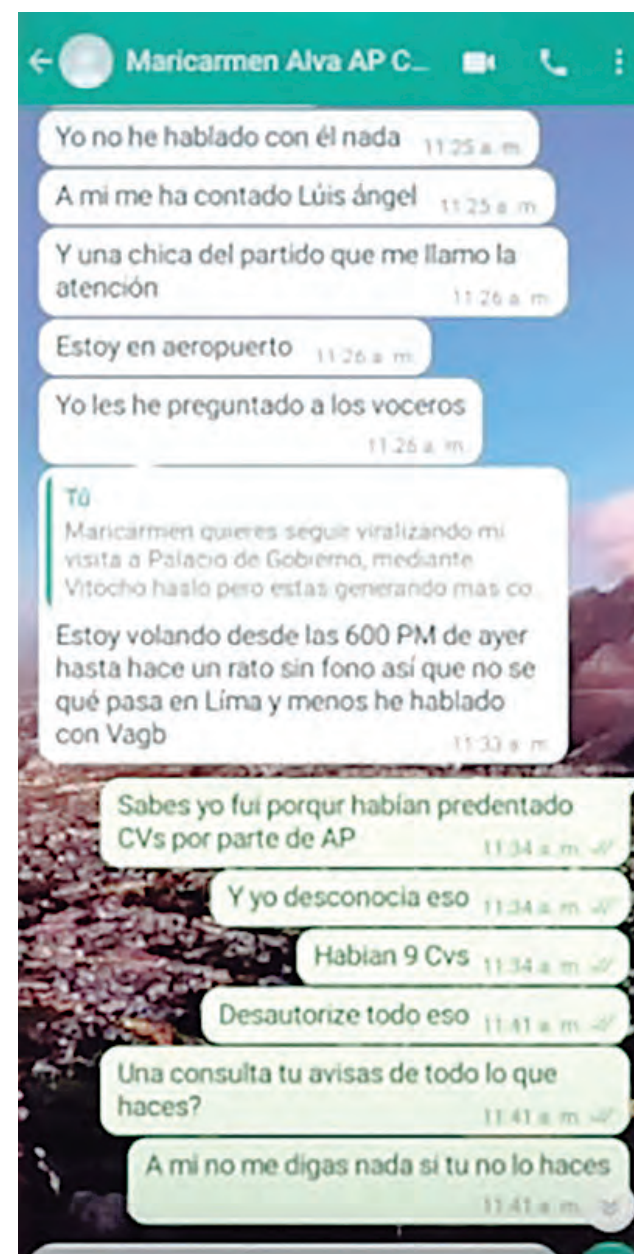 Maricarmen Alva AP C...
Yo no he hablado con él nada 11:25 a. m.
A mi me ha contado Lúis ángel 11:25 a. m.
Y una chica del partido que me llamo la
atención 11:26 a. m.
Estoy en aeropuerto 11:26 a. m.
Yo les he preguntado a los voceros
11:26 a. m.
Tú
Maricarmen quieres seguir viralizando mi
visita a Palacio de Gobierno, mediante
Vitocho haslo pero estas generando mas co...
Estoy volando desde las 600 PM de ayer
hasta hace un rato sin fono así que no se
qué pasa en Líma y menos he hablado
con Vagb 11:33 a. m.
Sabes yo fui porqur habían predentado
CVs por parte de AP 11:34 a. m.
Y yo desconocia eso 11:34 a. m.
Habian 9 Cvs 11:34 a. m.
Desautorize todo eso 11:41 a. m.
Una consulta tu avisas de todo lo que
haces? 11:41 a. m.
A mi no me digas nada si tu no lo haces
11:41 a. m.